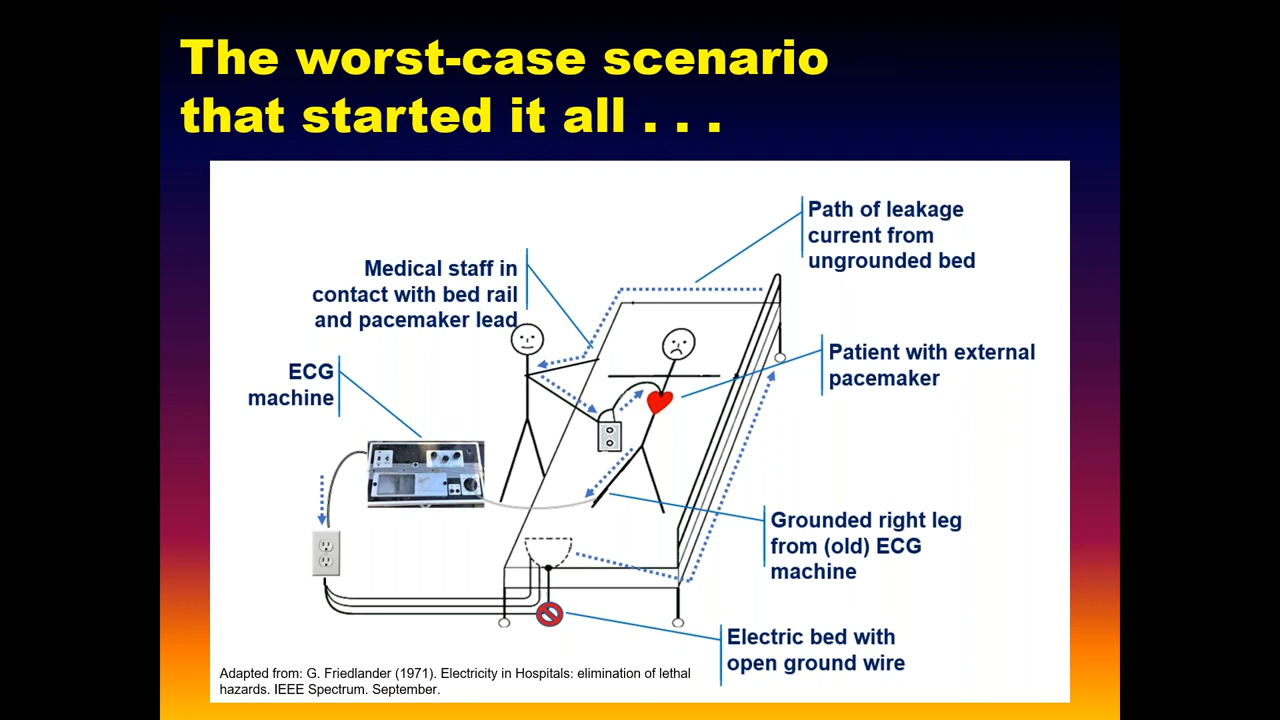 The worst-case scenario
that started it all . . .
Path of leakage
current from
ungrounded bed
Medical staff in
contact with bed rail
and pacemaker lead
ECG
machine
Patient with external
pacemaker
Grounded right leg
from (old) ECG
machine
Electric bed with
open ground wire
Adapted from: G. Friedlander (1971). Electricity in Hospitals: elimination of lethal
hazards. IEEE Spectrum. September.